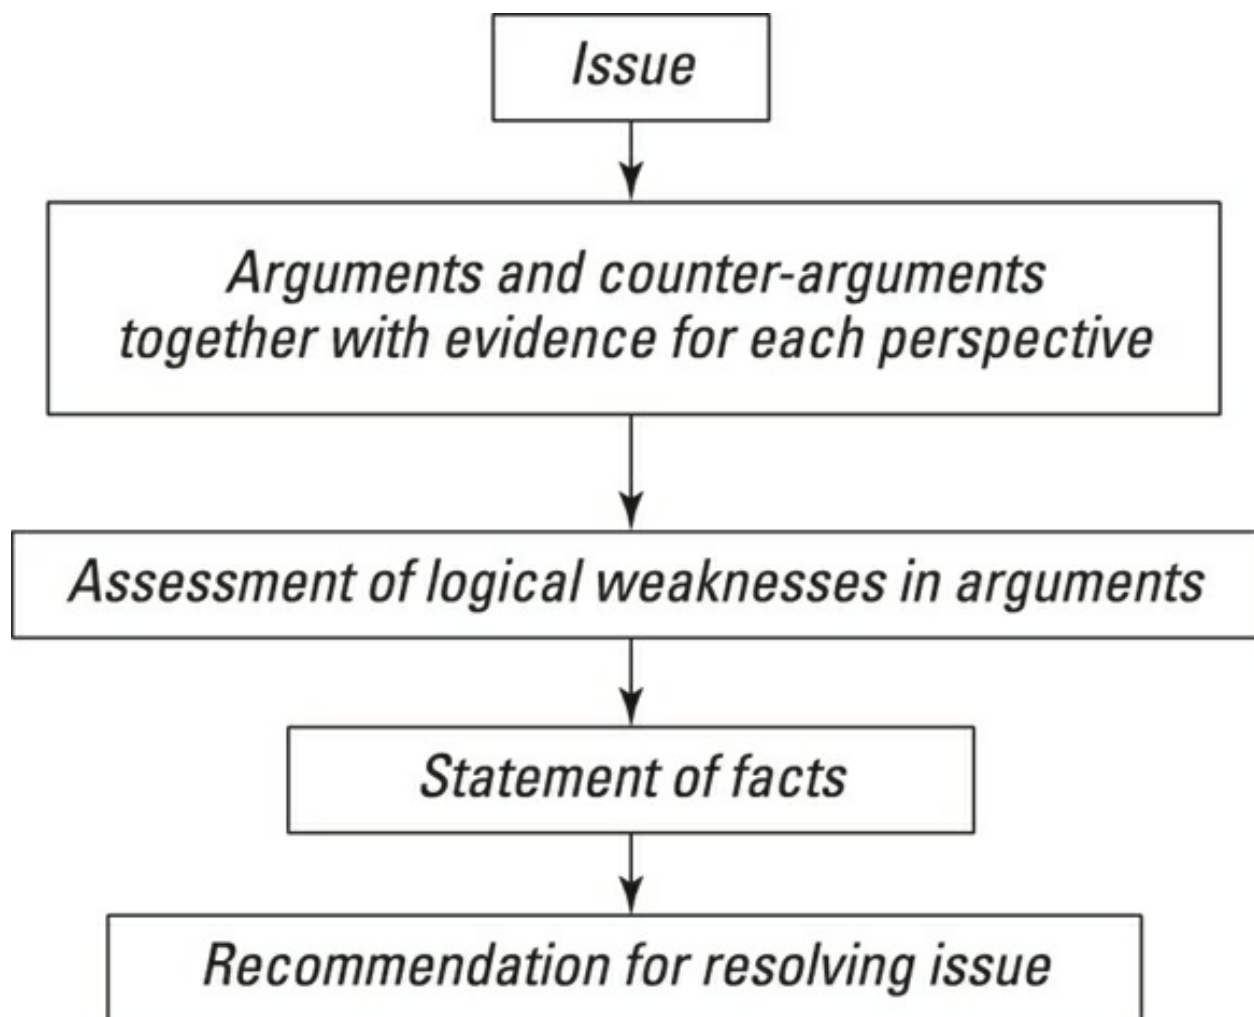 Issue
Arguments and counter-arguments
together with evidence for each perspective
Assessment of logical weaknesses in arguments
Statement of facts
Recommendation for resolving issue